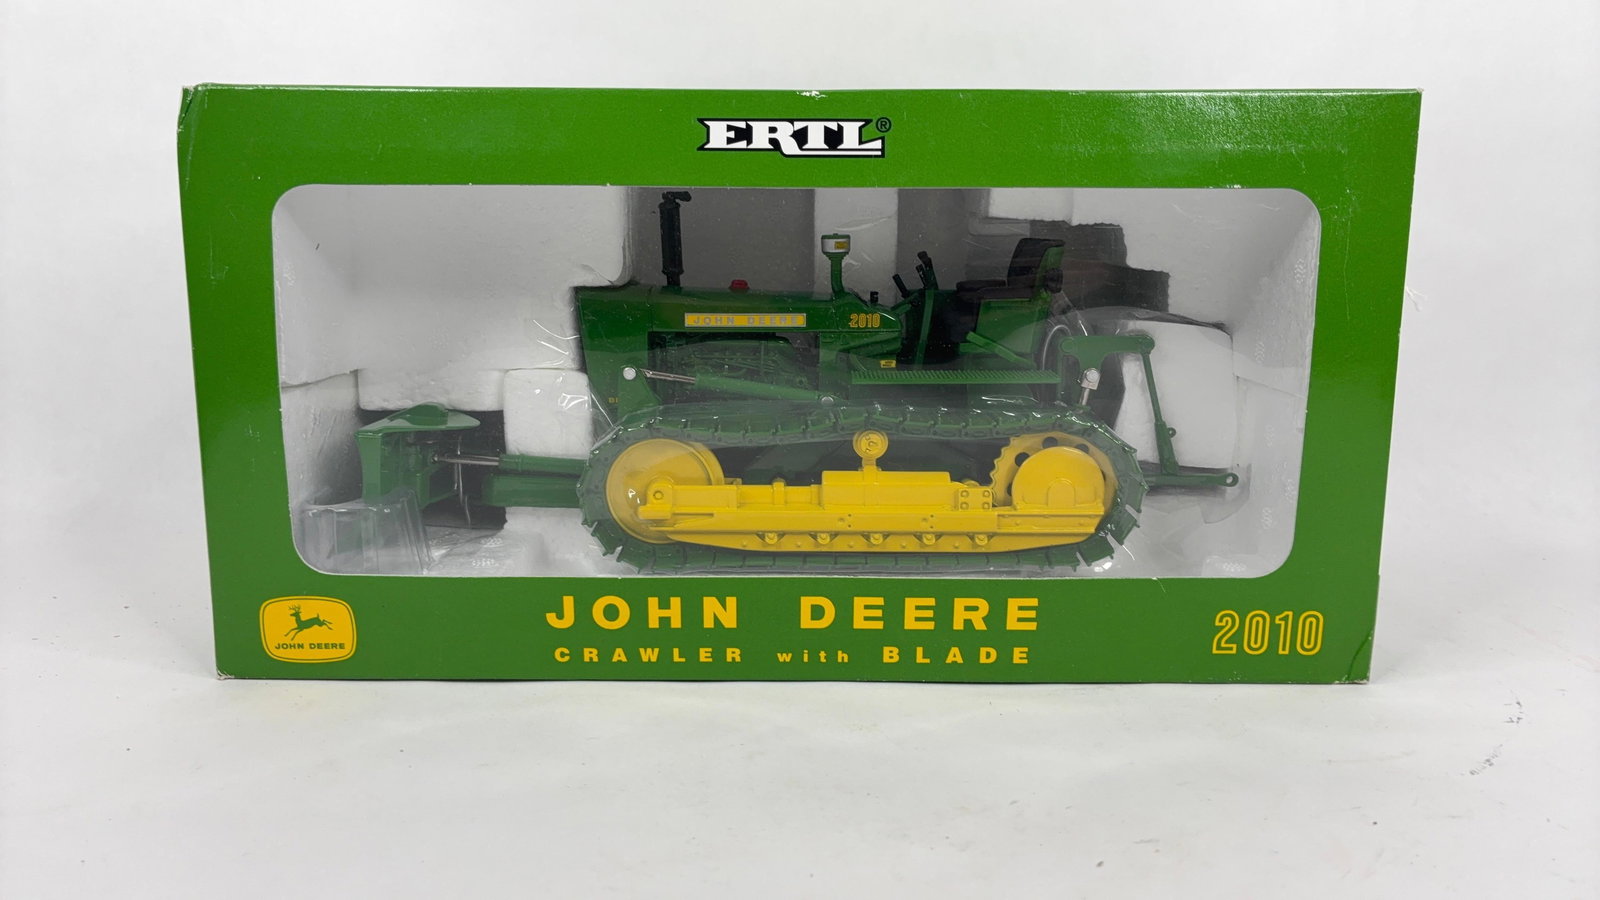 ERTL®
JOHN DEERE
2010
JOHN DEERE
JOHN DEERE
CRAWLER with BLADE
2010